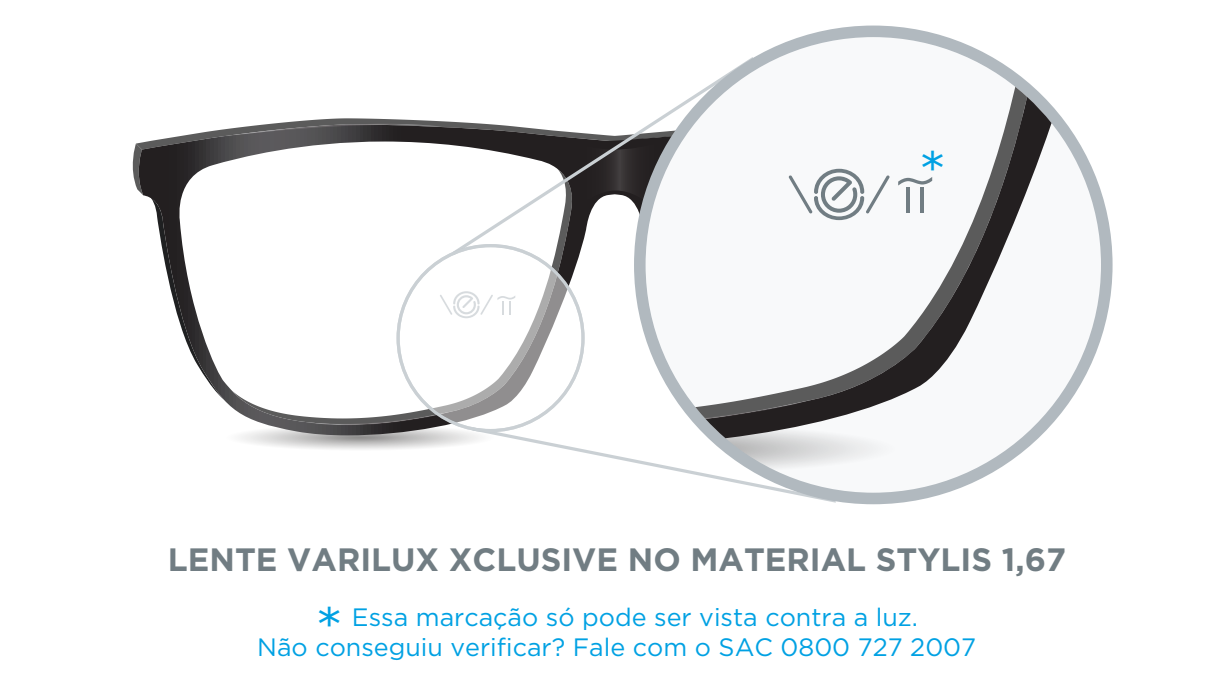 \e/ π̃*
\e/ π̃
LENTE VARILUX XCLUSIVE NO MATERIAL STYLIS 1,67
* Essa marcação só pode ser vista contra a luz.
Não conseguiu verificar? Fale com o SAC 0800 727 2007